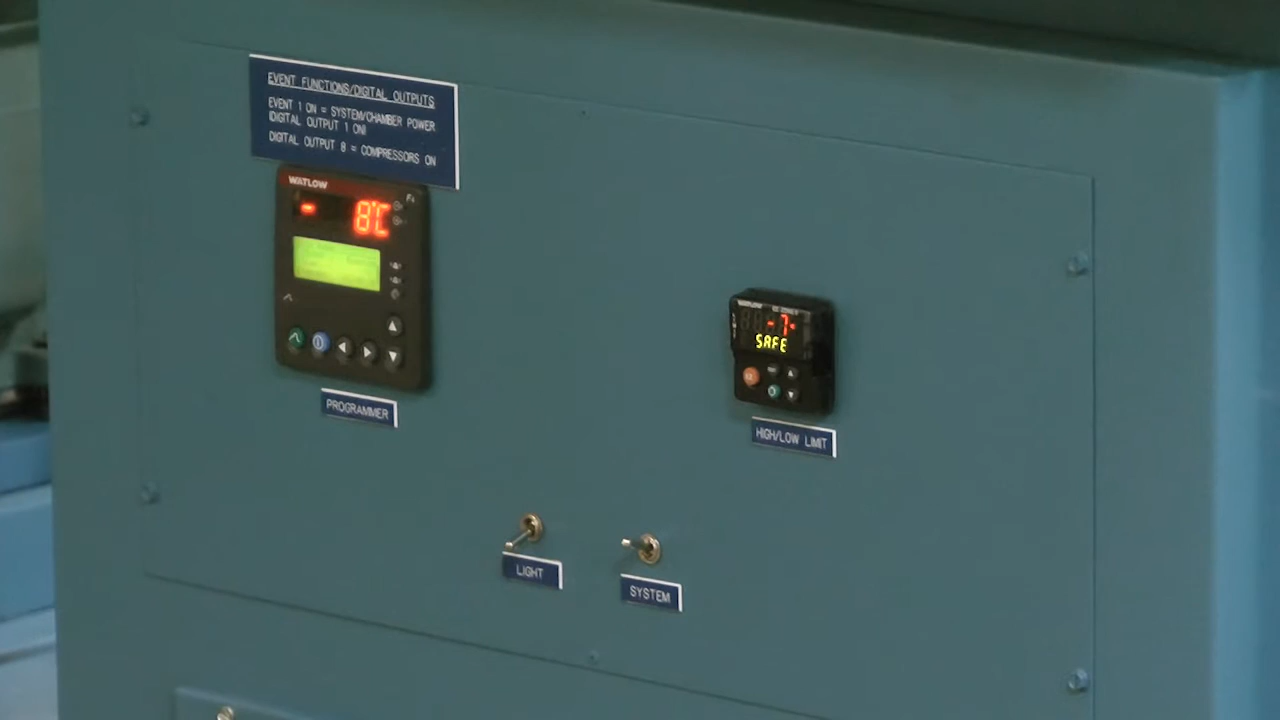 EVENT FUNCTIONS/DIGITAL OUTPUTS
EVENT 1 ON = SYSTEM/CHAMBER POWER
(DIGITAL OUTPUT 1 ON)
DIGITAL OUTPUT 8 = COMPRESSORS ON
WATLOW
- 8°C
PROGRAMMER
WATLOW
-7
SAFE
HIGH/LOW LIMIT
LIGHT
SYSTEM